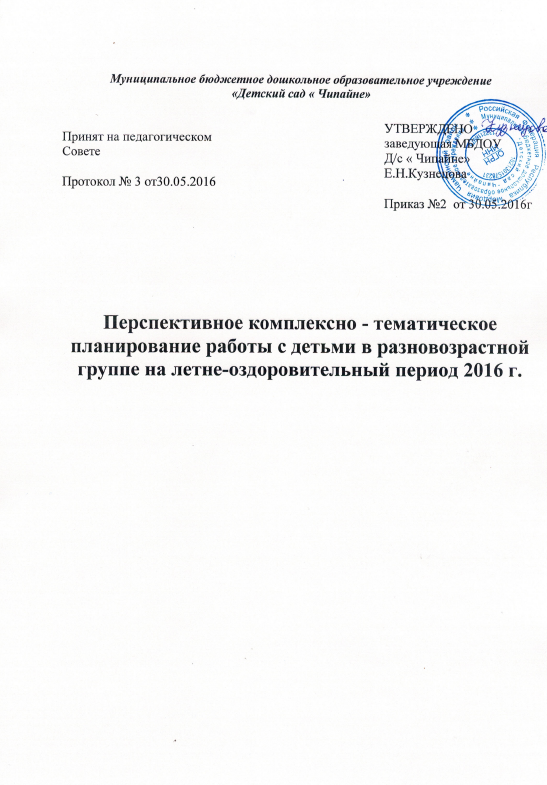 Муниципальное бюджетное дошкольное образовательное учреждение
«Детский сад « Чипайне»
Принят на педагогическом
Совете
Протокол № 3 от30.05.2016
УТВЕРЖДЕНО
заведующая МБДОУ
Д/с « Чипайне»
Е.Н.Кузнецова
Приказ №2 от 30.05.2016г
Российская Федерация
Перспективное комплексно - тематическое
планирование работы с детьми в разновозрастной
группе на летне-оздоровительный период 2016 г.